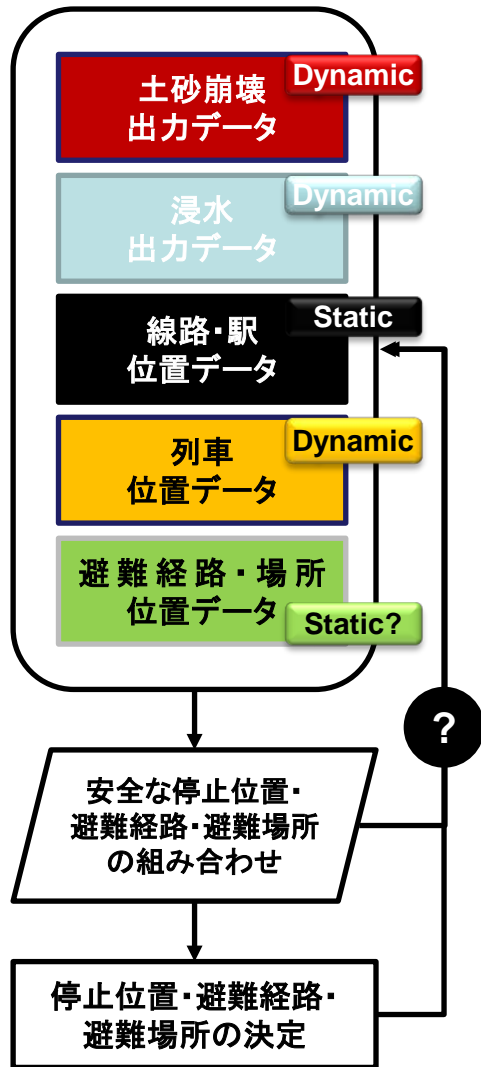 Dynamic
土砂崩壊
出力データ
Dynamic
浸水
出力データ
Static
線路・駅
位置データ
Dynamic
列車
位置データ
避難経路・場所
位置データ
Static?
?
安全な停止位置・
避難経路・避難場所
の組み合わせ
停止位置・避難経路・
避難場所の決定